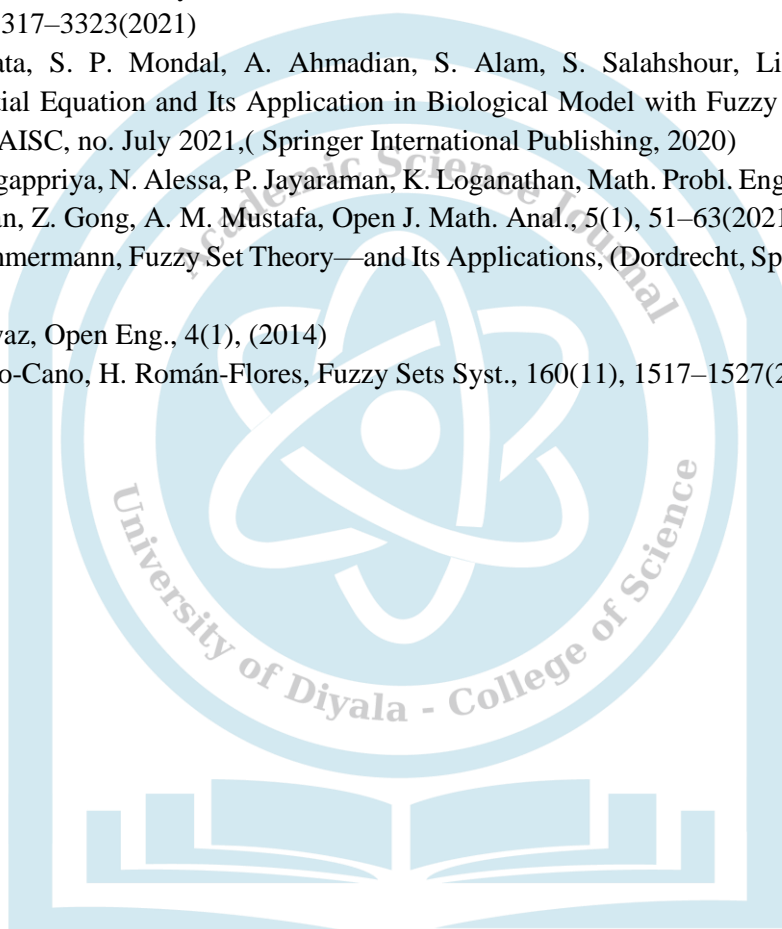 317–3323(2021)
ata, S. P. Mondal, A. Ahmadian, S. Alam, S. Salahshour, Li
tial Equation and Its Application in Biological Model with Fuzzy
AISC, no. July 2021,( Springer International Publishing, 2020)
gappriya, N. Alessa, P. Jayaraman, K. Loganathan, Math. Probl. Eng
an, Z. Gong, A. M. Mustafa, Open J. Math. Anal., 5(1), 51–63(2021
mmermann, Fuzzy Set Theory—and Its Applications, (Dordrecht, Sp
yaz, Open Eng., 4(1), (2014)
o-Cano, H. Román-Flores, Fuzzy Sets Syst., 160(11), 1517–1527(2
Academic Science Journal
University of Diyala - College of Science